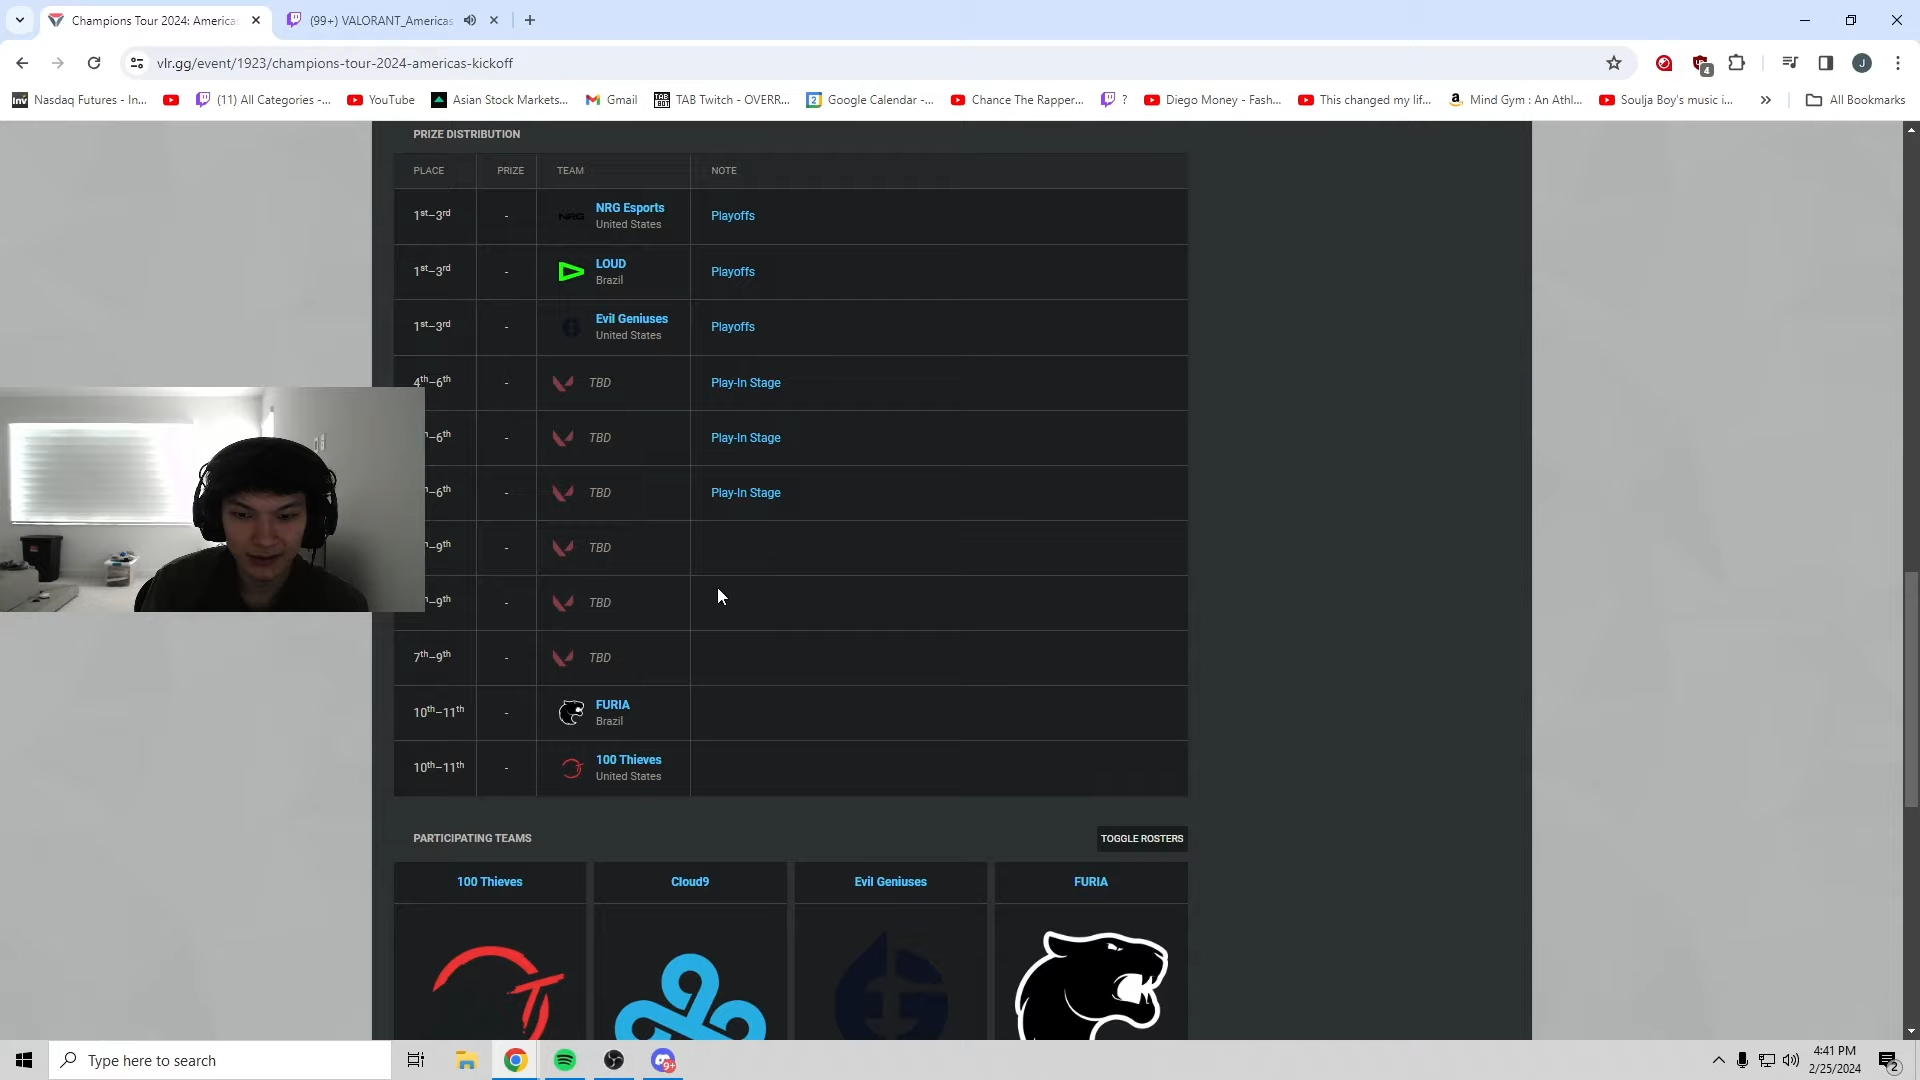 Champions Tour 2024: America
(99+) VALORANT_Americas
vlr.gg/event/1923/champions-tour-2024-americas-kickoff
4
J
Inv
Nasdaq Futures - In...
(11) All Categories -...
YouTube
Asian Stock Markets...
Gmail
TAB Twitch - OVERR...
2
Google Calendar -...
Chance The Rapper...
?
Diego Money - Fash...
This changed my lif...
Mind Gym : An Athl...
Soulja Boy's music i...
»
All Bookmarks
PRIZE DISTRIBUTION
PLACE PRIZE TEAM NOTE
1st–3rd - NRG NRG Esports Playoffs
United States
1st–3rd - LOUD Playoffs
Brazil
1st–3rd - Evil Geniuses Playoffs
United States
4th–6th - TBD Play-In Stage
–6th - TBD Play-In Stage
–6th - TBD Play-In Stage
–9th - TBD
–9th - TBD
7th–9th - TBD
10th–11th - FURIA
Brazil
10th–11th - 100 Thieves
United States
PARTICIPATING TEAMS TOGGLE ROSTERS
100 Thieves Cloud9 Evil Geniuses FURIA
Type here to search
9+
4:41 PM
2/25/2024
2